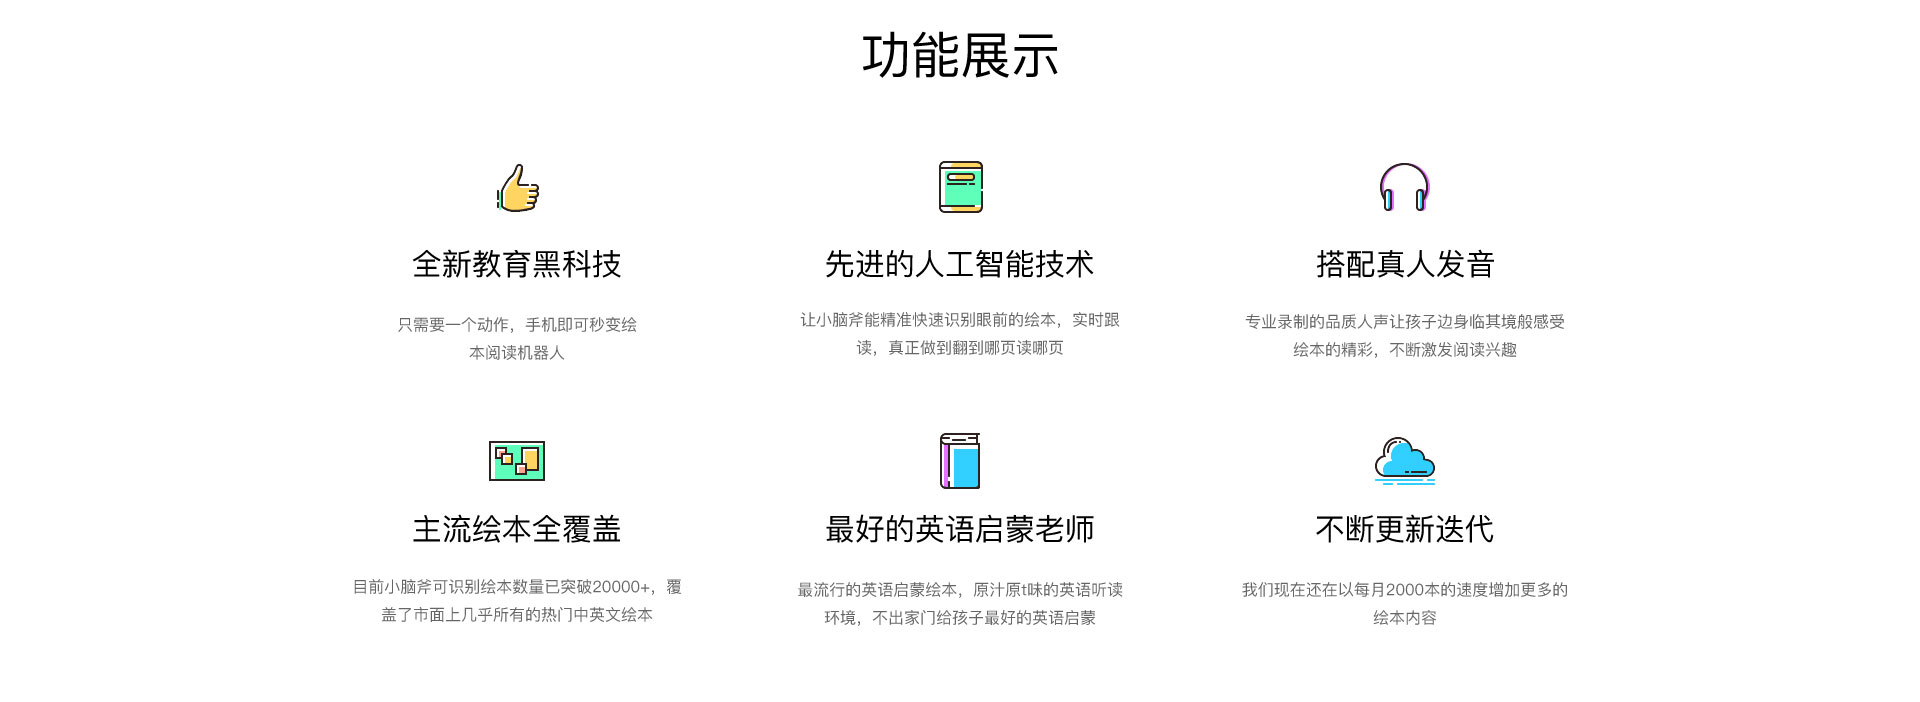 功能展示
全新教育黑科技
只需要一个动作，手机即可秒变绘
本阅读机器人
先进的人工智能技术
让小脑斧能精准快速识别眼前的绘本，实时跟
读，真正做到翻到哪页读哪页
搭配真人发音
专业录制的品质人声让孩子边身临其境般感受
绘本的精彩，不断激发阅读兴趣
主流绘本全覆盖
目前小脑斧可识别绘本数量已突破20000+，覆
盖了市面上几乎所有的热门中英文绘本
最好的英语启蒙老师
最流行的英语启蒙绘本，原汁原t味的英语听读
环境，不出家门给孩子最好的英语启蒙
不断更新迭代
我们现在还在以每月2000本的速度增加更多的
绘本内容